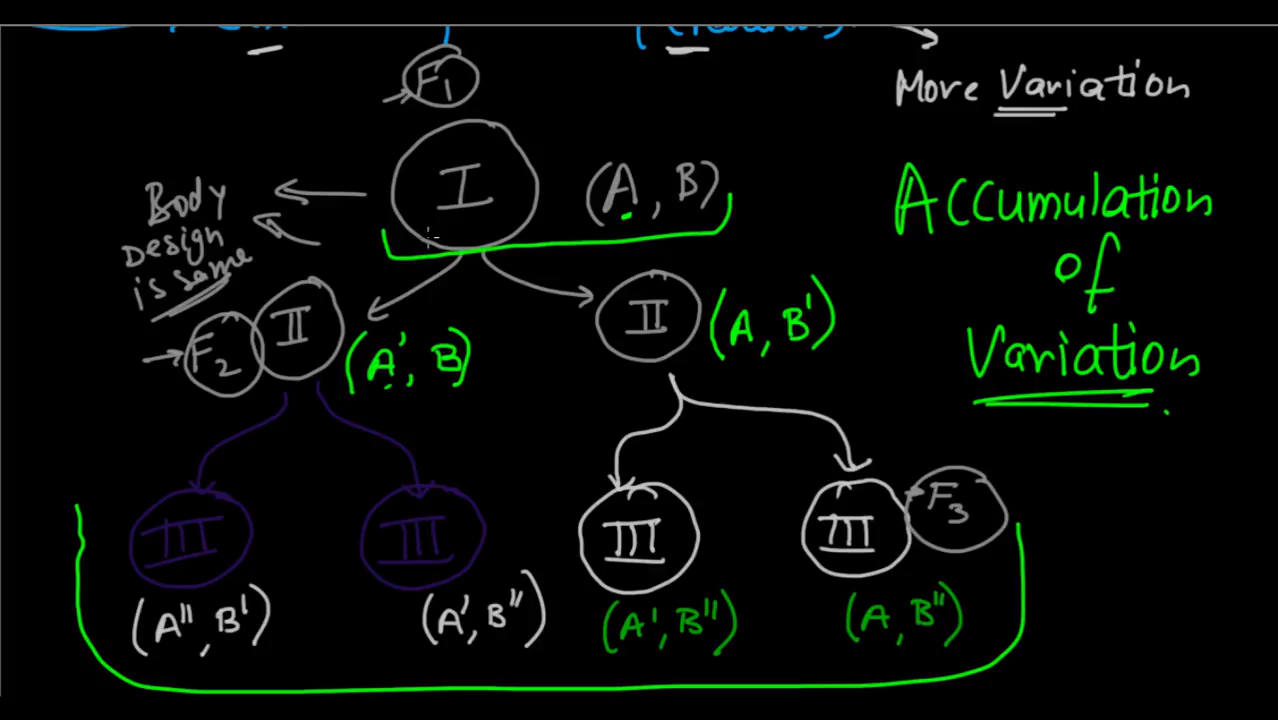 F1
More Variation
I
(A, B)
Body
Design
is same
Accumulation
of
Variation
F2
II
(A', B)
II
(A, B')
III
III
III
III
F3
(A'', B')
(A', B'')
(A', B'')
(A, B'')